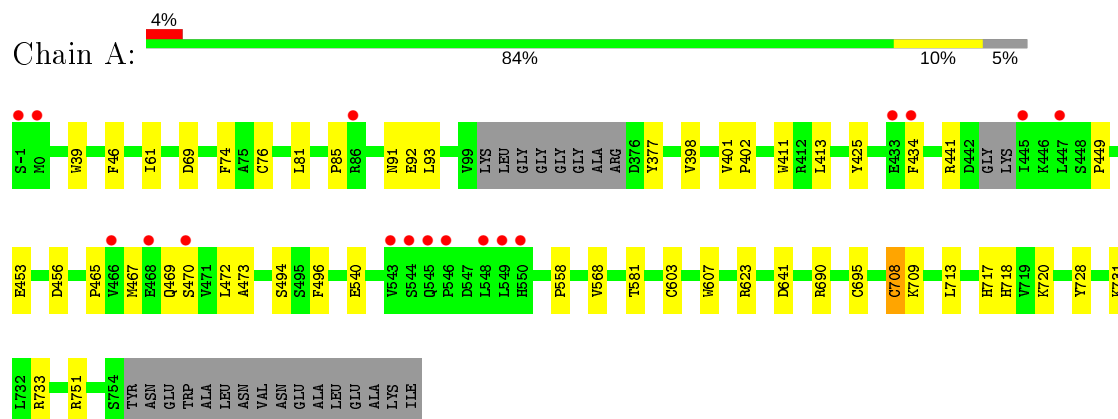 4%
Chain A:
84% 10% 5%
S-1 M0 W39 F46 I61 D69 F74 A75 C76 L81 P85 R86 N91 E92 L93 V99 LYS LEU GLY GLY GLY GLY ALA ARG D376 Y377 V398 V401 P402 W411 R412 L413 Y425 E433 F434 R441 D442 GLY LYS I445 K446 L447 S448 P449
E453 D456 P465 V466 M467 E468 Q469 S470 V471 L472 A473 S494 S495 F496 E540 V543 S544 Q545 P546 D547 L548 L549 H550 P558 V568 T581 C603 W607 R623 D641 R690 C695 C708 K709 L713 H717 H718 V719 K720 Y728 K731
L732 R733 R751 S754 TYR ASN GLU TRP ALA LEU ASN VAL ASN GLU ALA LEU GLU ALA LYS ILE